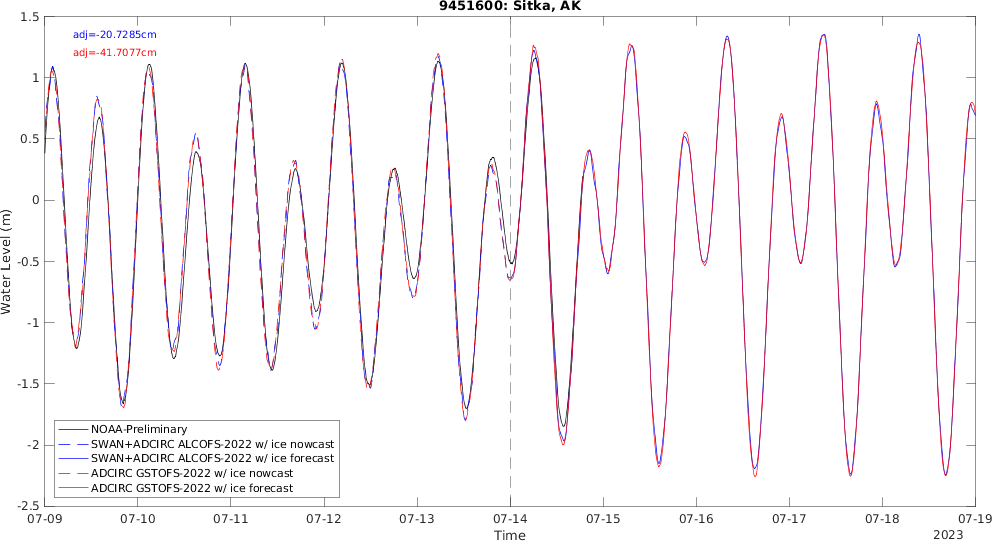 9451600: Sitka, AK
adj=-20.7285cm
adj=-41.7077cm
1.5
1
0.5
0
-0.5
-1
-1.5
-2
-2.5
Water Level (m)
NOAA-Preliminary
SWAN+ADCIRC ALCOFS-2022 w/ ice nowcast
SWAN+ADCIRC ALCOFS-2022 w/ ice forecast
ADCIRC GSTOFS-2022 w/ ice nowcast
ADCIRC GSTOFS-2022 w/ ice forecast
07-09 07-10 07-11 07-12 07-13 07-14 07-15 07-16 07-17 07-18 07-19
Time
2023